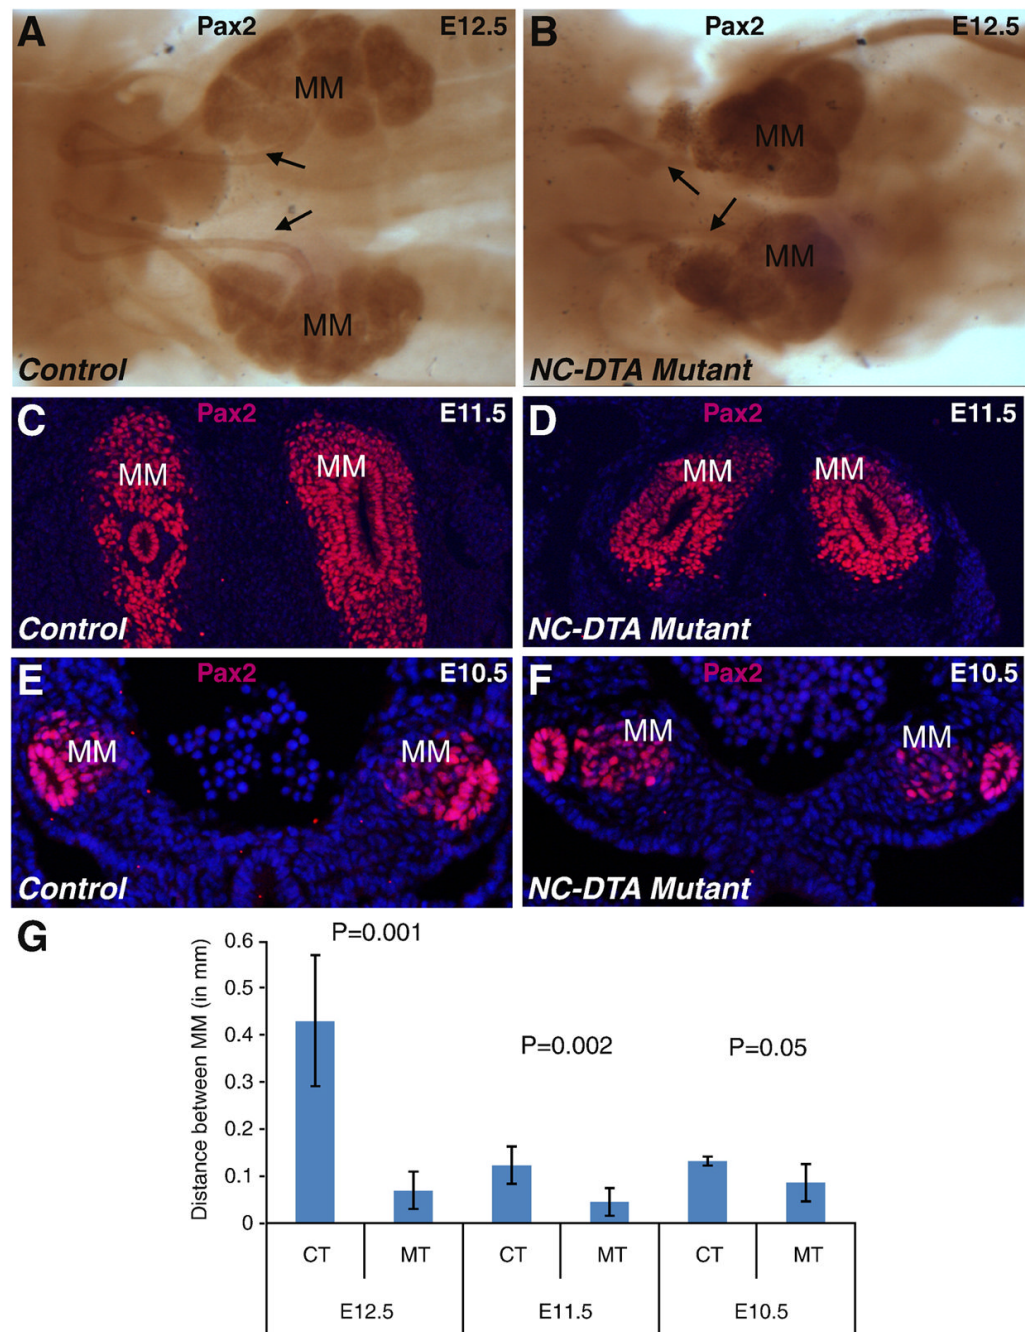 A Pax2 E12.5
MM
MM
Control
B Pax2 E12.5
MM
MM
NC-DTA Mutant
C Pax2 E11.5
MM MM
Control
D Pax2 E11.5
MM MM
NC-DTA Mutant
E Pax2 E10.5
MM MM
Control
F Pax2 E10.5
MM MM
NC-DTA Mutant
G
Distance between MM (in mm)
0.6
0.5
0.4
0.3
0.2
0.1
0
P=0.001
P=0.002
P=0.05
CT MT CT MT CT MT
E12.5 E11.5 E10.5